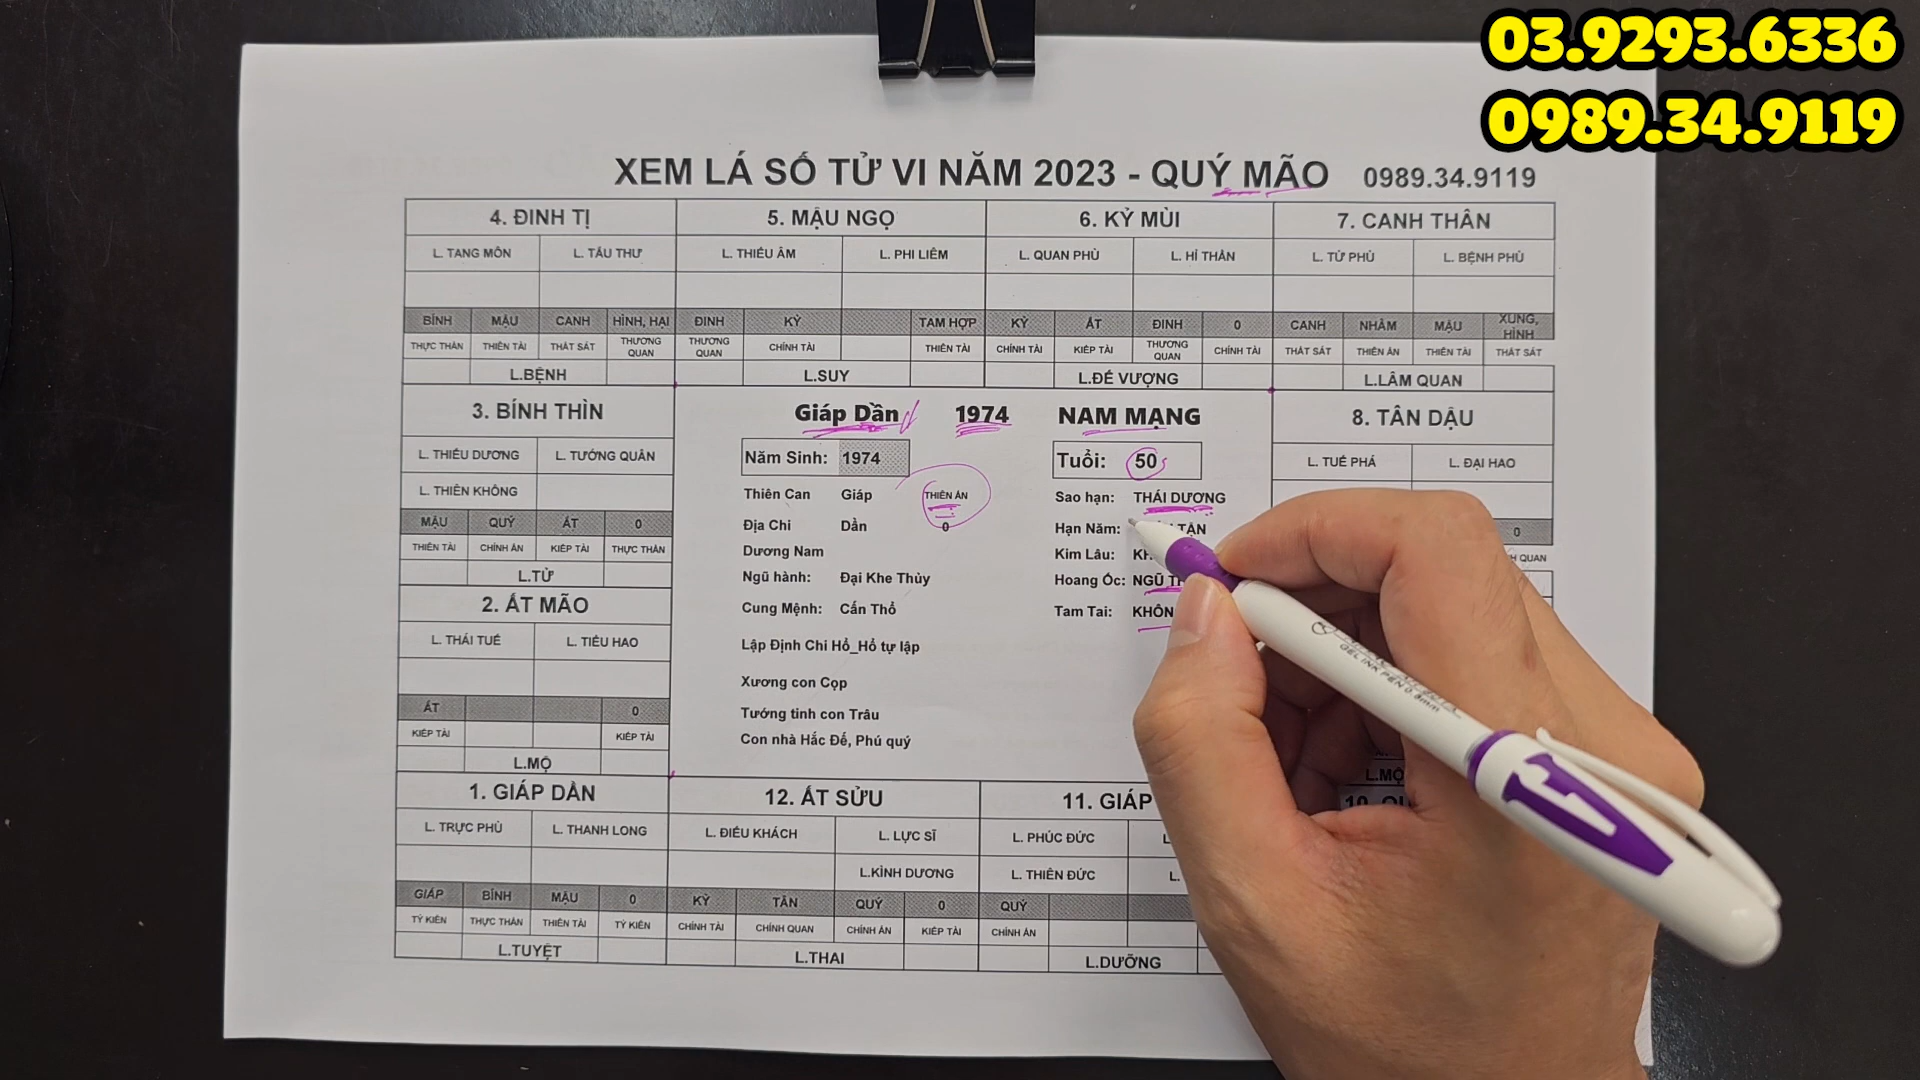 03.9293.6336
0989.34.9119
XEM LÁ SỐ TỬ VI NĂM 2023 - QUÝ MÃO 0989.34.9119
4. ĐINH TỊ 5. MẬU NGỌ 6. KỶ MÙI 7. CANH THÂN
L. TANG MÔN L. TẤU THƯ L. THIẾU ÂM L. PHI LIÊM L. QUAN PHÙ L. HỈ THẦN L. TỬ PHÙ L. BỆNH PHÙ
BÍNH MẬU CANH HÌNH, HẠI ĐINH KỶ TAM HỢP KỶ ẤT ĐINH 0 CANH NHÂM MẬU XUNG, HÌNH
THỰC THẦN THIÊN TÀI THẤT SÁT THƯƠNG QUAN THƯƠNG QUAN CHÍNH TÀI THIÊN TÀI CHÍNH TÀI KIẾP TÀI THƯƠNG QUAN CHÍNH TÀI THẤT SÁT THIÊN ẤN THIÊN TÀI THẤT SÁT
L.BỆNH L.SUY L.ĐẾ VƯỢNG L.LÂM QUAN
3. BÍNH THÌN Giáp Dần 1974 NAM MẠNG 8. TÂN DẬU
L. THIẾU DƯƠNG L. TƯỚNG QUÂN Năm Sinh: 1974 Tuổi: 50 L. TUẾ PHÁ L. ĐẠI HAO
L. THIÊN KHÔNG Thiên Can Giáp THIÊN ẤN Sao hạn: THÁI DƯƠNG
MẬU QUÝ ẤT 0 Địa Chi Dần 0 Hạn Năm: TẬN 0
THIÊN TÀI CHÍNH ẤN KIẾP TÀI THỰC THẦN Dương Nam Kim Lâu: QUAN
L.TỬ Ngũ hành: Đại Khe Thủy Hoang Ốc: NGŨ
2. ẤT MÃO Cung Mệnh: Cấn Thổ Tam Tai:
L. THÁI TUẾ L. TIỂU HAO Lập Định Chi Hổ_Hổ tự lập
Xương con Cọp
ẤT 0 Tướng tinh con Trâu
KIẾP TÀI KIẾP TÀI Con nhà Hắc Đế, Phú quý
L.MỘ L.MỘ
1. GIÁP DẦN 12. ẤT SỬU 11. GIÁP 10.
L. TRỰC PHÙ L. THANH LONG L. ĐIẾU KHÁCH L. LỰC SĨ L. PHÚC ĐỨC
L.KÌNH DƯƠNG L. THIÊN ĐỨC
GIÁP BÍNH MẬU 0 KỶ TÂN QUÝ 0 QUÝ
TỶ KIÊN THỰC THẦN THIÊN TÀI TỶ KIÊN CHÍNH TÀI CHÍNH QUAN CHÍNH ẤN KIẾP TÀI CHÍNH ẤN
L.TUYỆT L.THAI L.DƯỠNG
GEL INK PEN 0.8mm